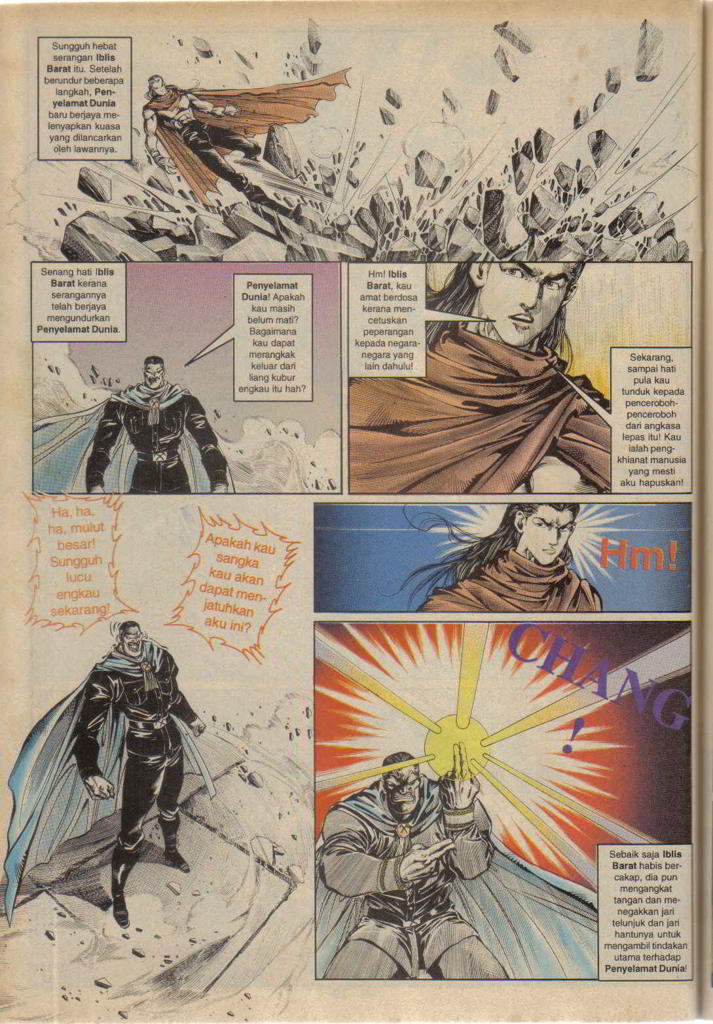 Sungguh hebat
serangan Iblis
Barat itu. Setelah
berundur beberapa
langkah, Pen-
yelamat Dunia
baru berjaya me-
lenyapkan kuasa
yang dilancarkan
oleh lawannya.
Senang hati Iblis
Barat kerana
serangannya
telah berjaya
mengundurkan
Penyelamat Dunia.
Penyelamat
Dunia! Apakah
kau masih
belum mati?
Bagaimana
kau dapat
merangkak
keluar dari
liang kubur
engkau itu hah?
Hm! Iblis
Barat, kau
amat berdosa
kerana men-
cetuskan
peperangan
kepada negara-
negara yang
lain dahulu!
Sekarang,
sampai hati
pula kau
tunduk kepada
penceroboh-
penceroboh
dari angkasa
lepas itu! Kau
ialah peng-
khianat manusia
yang mesti
aku hapuskan!
Ha, ha,
ha, mulut
besar!
Sungguh
lucu
engkau
sekarang!
Apakah kau
sangka
kau akan
dapat men-
jatuhkan
aku ini?
Hm!
CHANG
!
Sebaik saja Iblis
Barat habis ber-
cakap, dia pun
mengangkat
tangan dan me-
negakkan jari
telunjuk dan jari
hantunya untuk
mengambil tindakan
utama terhadap
Penyelamat Dunia!